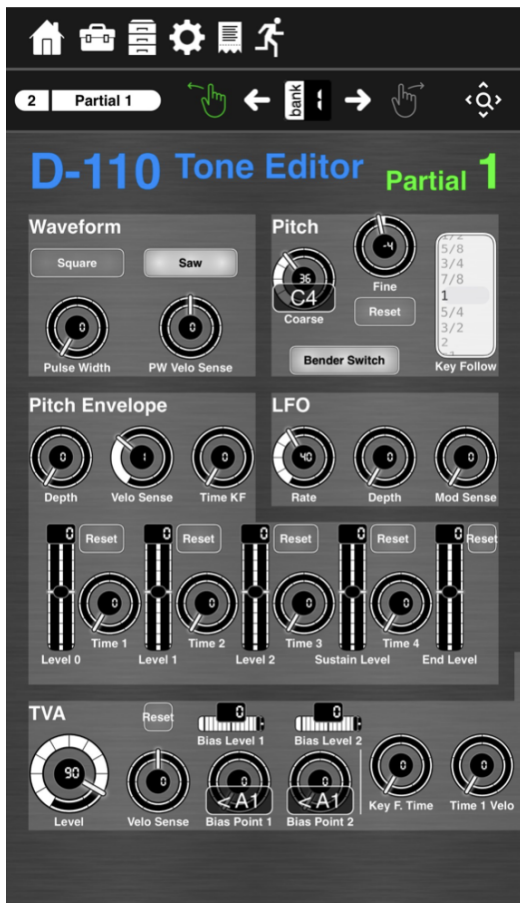 2 Partial 1 bank 1
D-110 Tone Editor Partial 1
Waveform
Square Saw
0 0
Pulse Width PW Velo Sense
Pitch
36 -4
C4
Coarse Fine
Reset
Bender Switch
5/8
3/4
7/8
1
5/4
3/2
2
Key Follow
Pitch Envelope
0 1 0
Depth Velo Sense Time KF
LFO
40 0 0
Rate Depth Mod Sense
0 Reset 0 Reset 0 Reset 0 Reset 0 Reset
0 0 0 0
Time 1 Time 2 Time 3 Time 4
Level 0 Level 1 Level 2 Sustain Level End Level
TVA
Reset 0 0
Bias Level 1 Bias Level 2
90 0 0 0
<A1 <A1
Level Velo Sense Bias Point 1 Bias Point 2
Key F. Time Time 1 Velo